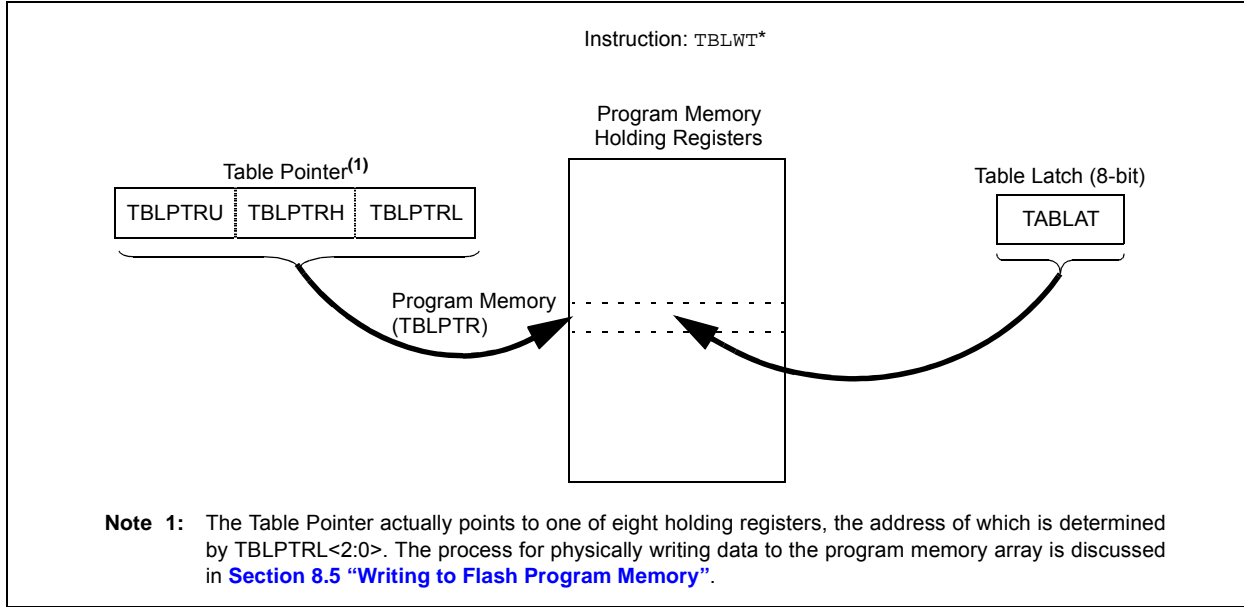 Instruction: TBLWT*
Program Memory
Holding Registers
Table Pointer(1)
Table Latch (8-bit)
TBLPTRU TBLPTRH TBLPTRL
TABLAT
Program Memory
(TBLPTR)
Note 1: The Table Pointer actually points to one of eight holding registers, the address of which is determined
by TBLPTRL<2:0>. The process for physically writing data to the program memory array is discussed
in Section 8.5 “Writing to Flash Program Memory”.